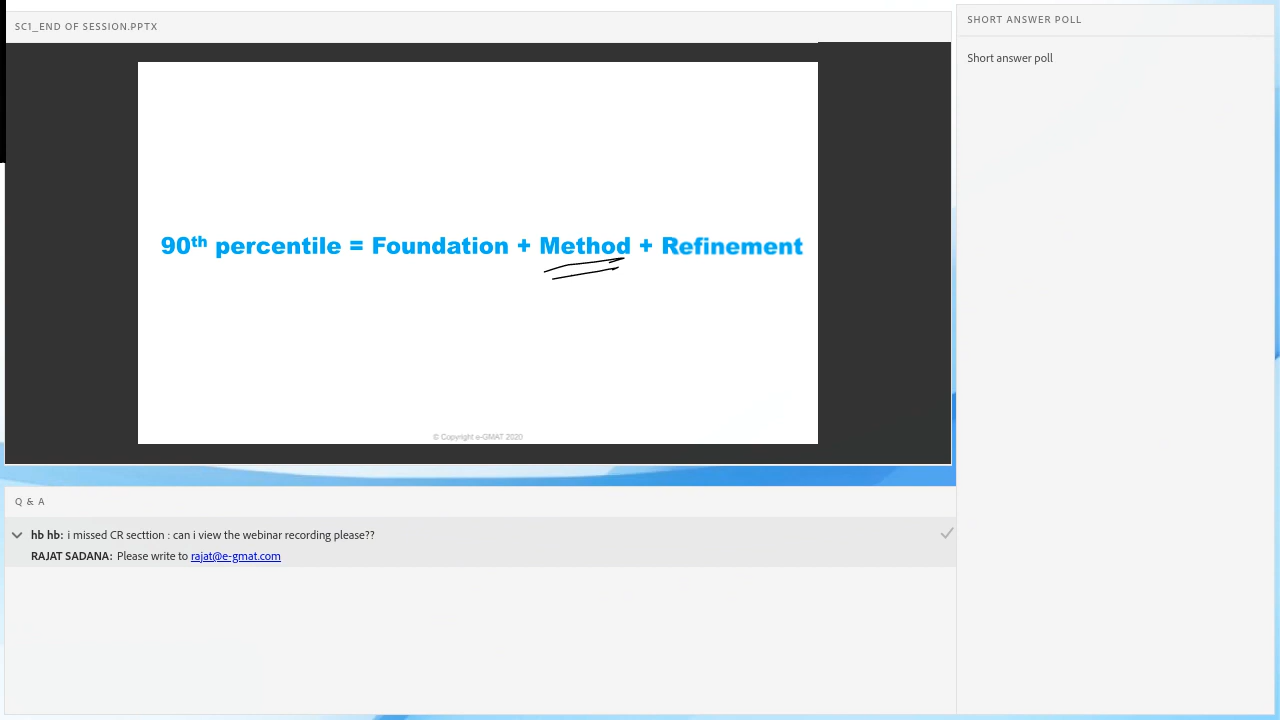 SC1_END OF SESSION.PPTX
90th percentile = Foundation + Method + Refinement
© Copyright e-GMAT 2020
Q & A
hb hb: i missed CR secttion : can i view the webinar recording please??
RAJAT SADANA: Please write to rajat@e-gmat.com
SHORT ANSWER POLL
Short answer poll